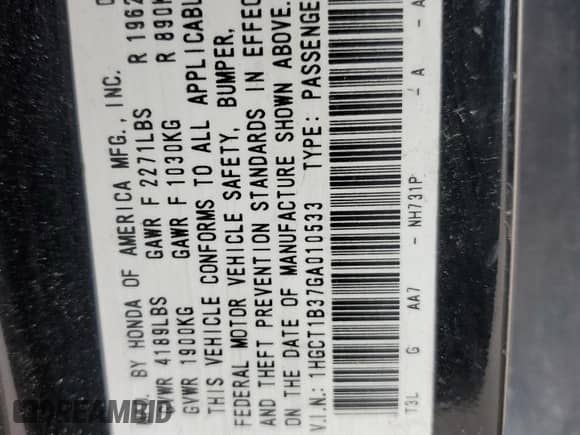 BY HONDA OF AMERICA MFG., INC.
GVWR 4189LBS GAWR F 2271LBS R 1962
GVWR 1900KG GAWR F 1030KG R 890K
THIS VEHICLE CONFORMS TO ALL APPLICABL
FEDERAL MOTOR VEHICLE SAFETY, BUMPER,
AND THEFT PREVENTION STANDARDS IN EFFEC
ON THE DATE OF MANUFACTURE SHOWN ABOVE.
V.I.N.: 1HGCT1B37GA010533 TYPE: PASSENGE
T3L G AA7 - NH731P - A - A
DREAMBID